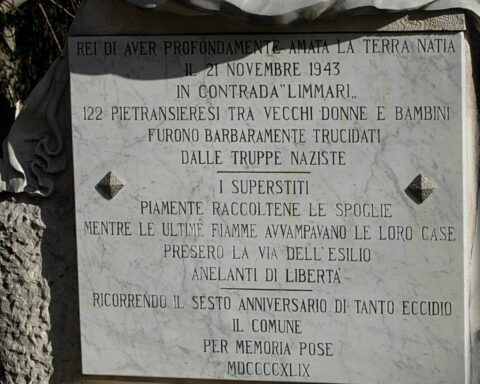 REI DI AVER PROFONDAMENTE AMATA LA TERRA NATIA
IL 21 NOVEMBRE 1943
IN CONTRADA "LIMMARI„
122 PIETRANSIERESI TRA VECCHI DONNE E BAMBINI
FURONO BARBARAMENTE TRUCIDATI
DALLE TRUPPE NAZISTE
I SUPERSTITI
PIAMENTE RACCOLTENE LE SPOGLIE
MENTRE LE ULTIME FIAMME AVVAMPAVANO LE LORO CASE
PRESERO LA VIA DELL'ESILIO
ANELANTI DI LIBERTA'
RICORRENDO IL SESTO ANNIVERSARIO DI TANTO ECCIDIO
IL COMUNE
PER MEMORIA POSE
MDCCCCXLIX